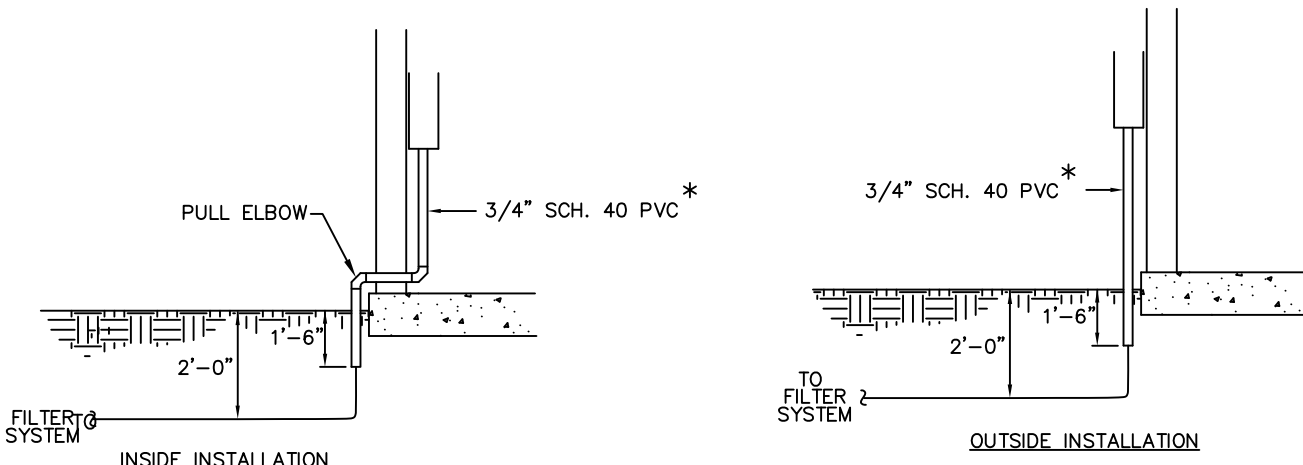 PULL ELBOW
3/4" SCH. 40 PVC*
1'-6"
2'-0"
FILTER TO
SYSTEM
INSIDE INSTALLATION
3/4" SCH. 40 PVC*
1'-6"
2'-0"
TO
FILTER
SYSTEM
OUTSIDE INSTALLATION